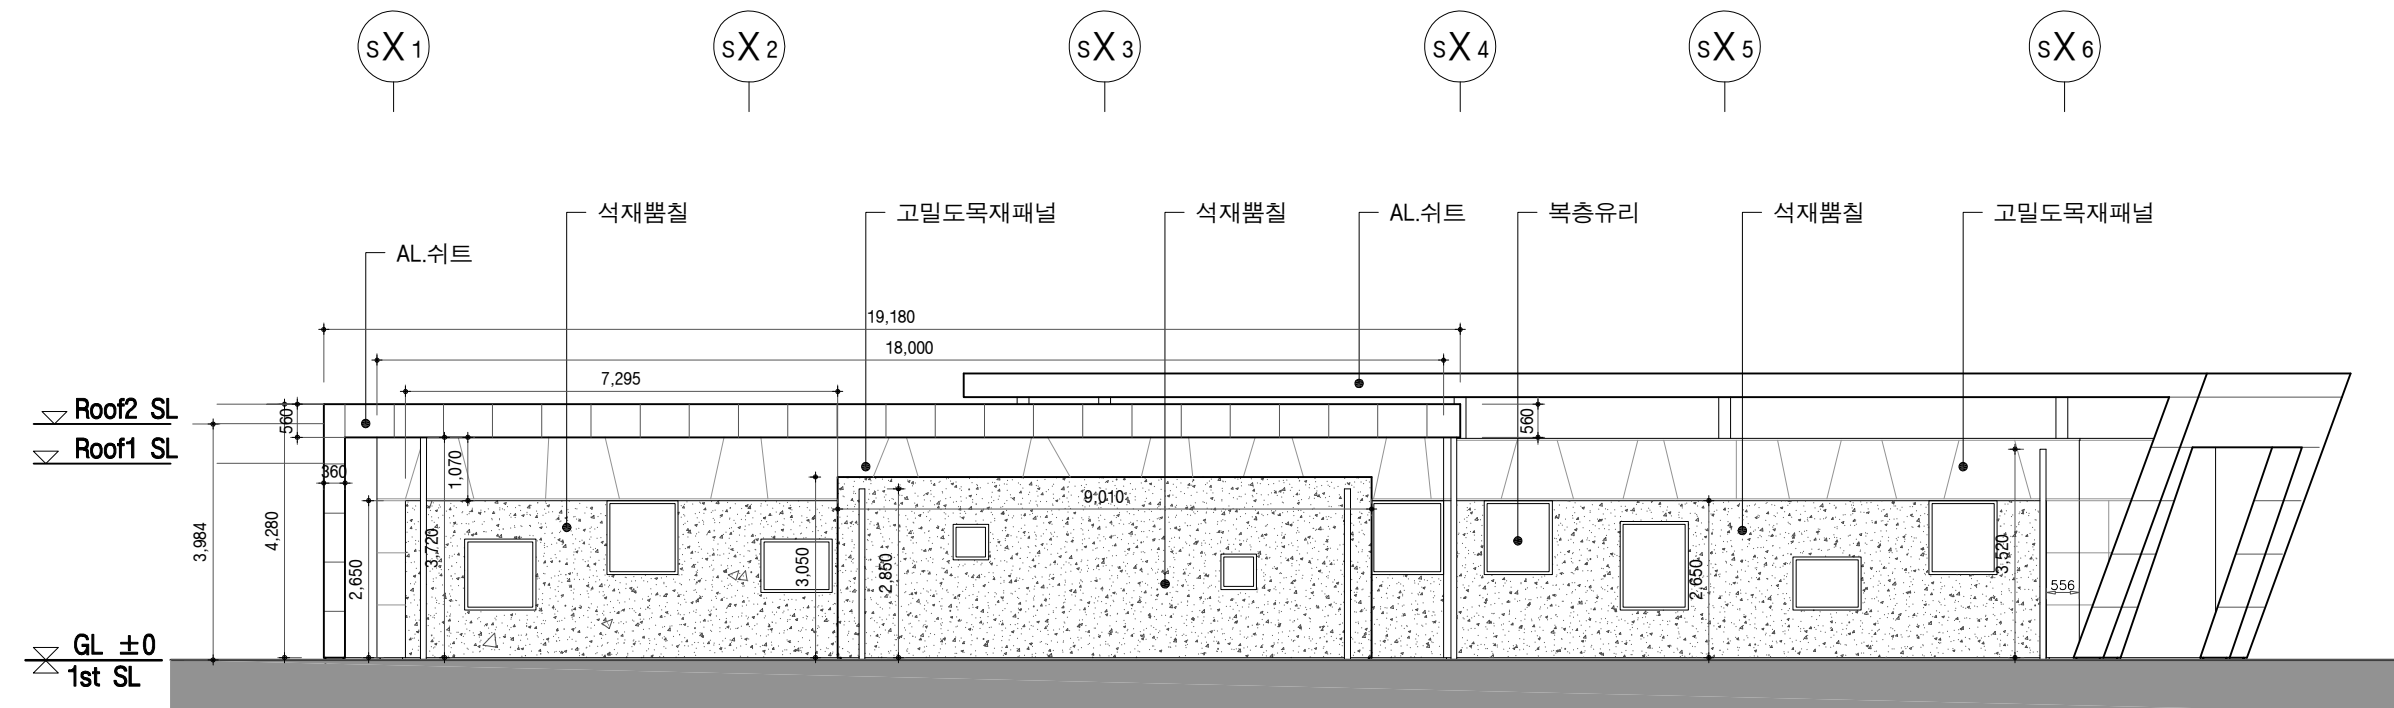 SX1 SX2 SX3 SX4 SX5 SX6
석재뿜칠 고밀도목재패널 석재뿜칠 AL.쉬트 복층유리 석재뿜칠 고밀도목재패널
AL.쉬트
19,180
18,000
7,295
Roof2 SL
560
560
Roof1 SL
360
1,070
9,010
3,984
4,280
2,650
3,720
3,050
2,850
2,650
3,520
556
GL ±0
1st SL